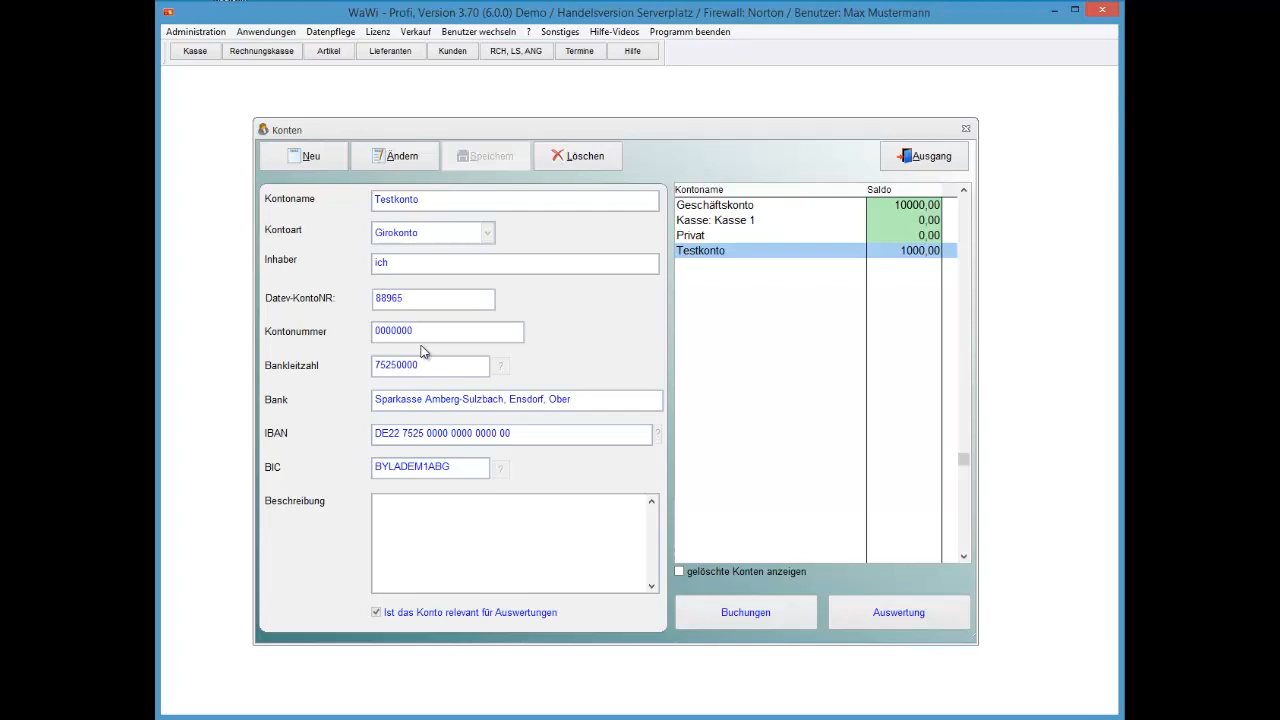 WaWi - Profi, Version 3.70 (6.0.0) Demo / Handelsversion Serverplatz / Firewall: Norton / Benutzer: Max Mustermann
Administration Anwendungen Datenpflege Lizenz Verkauf Benutzer wechseln ? Sonstiges Hilfe-Videos Programm beenden
Kasse Rechnungskasse Artikel Lieferanten Kunden RCH, LS, ANG Termine Hilfe
Konten
Neu Ändern Speichern Löschen Ausgang
Kontoname Testkonto
Kontoart Girokonto
Inhaber ich
Datev-KontoNR: 88965
Kontonummer 0000000
Bankleitzahl 75250000 ?
Bank Sparkasse Amberg-Sulzbach, Ensdorf, Ober
IBAN DE22 7525 0000 0000 0000 00 ?
BIC BYLADEM1ABG ?
Beschreibung
Ist das Konto relevant für Auswertungen
Kontoname Saldo
Geschäftskonto 10000,00
Kasse: Kasse 1 0,00
Privat 0,00
Testkonto 1000,00
gelöschte Konten anzeigen
Buchungen Auswertung